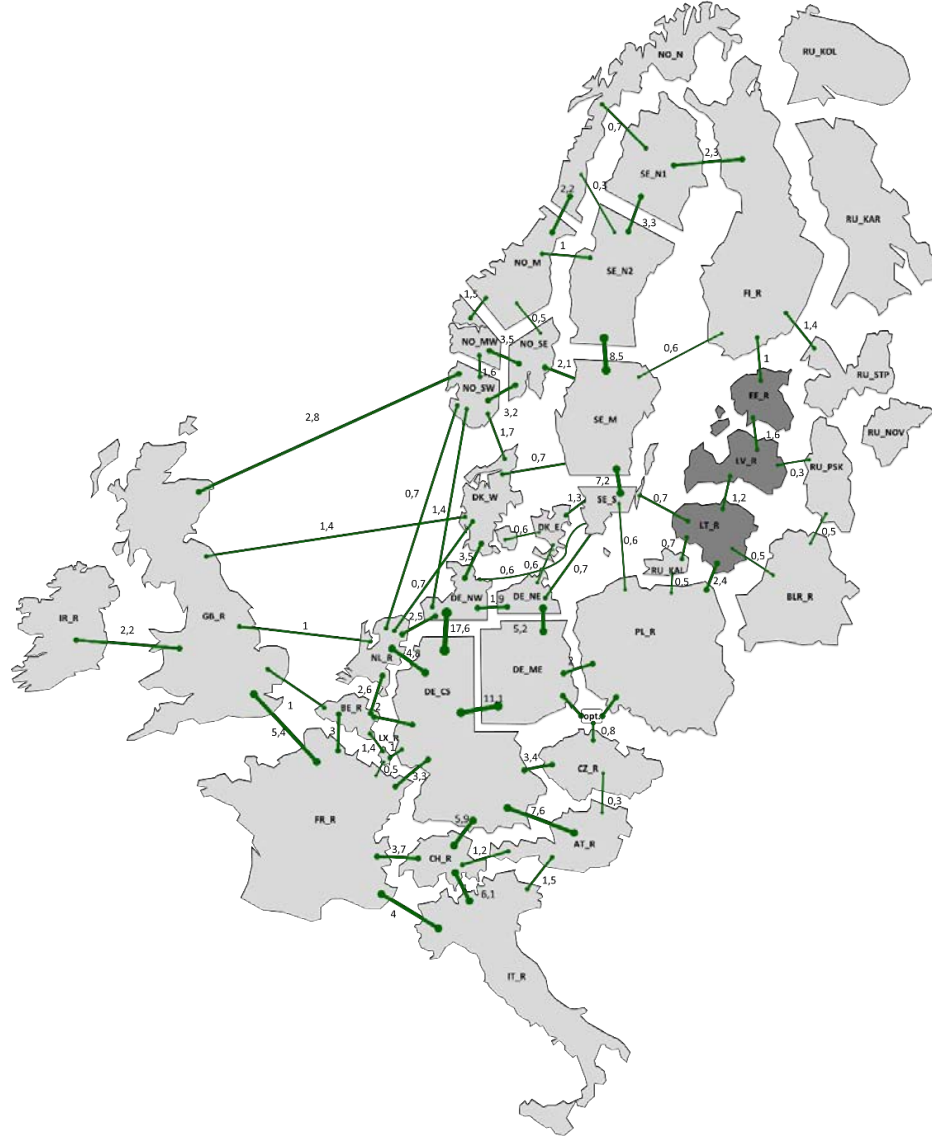 NO_N
RU_KOL
0,7
2,3
SE_N1
0,3
2,2
3,3
RU_KAR
1
NO_M
SE_N2
1,5
FI_R
0,5
1,4
NO_MW
3,5
NO_SE
0,6
8,5
1
1,6
2,1
RU_STP
NO_SW
EE_R
3,2
2,8
SE_M
1,7
RU_NOV
1,6
LV_R
0,7
0,3
RU_PSK
7,2
0,7
DK_W
1,3
SE_S
0,7
1,2
1,4
LT_R
1,4
DK_E
0,6
0,5
0,6
0,7
3,5
0,5
0,6
0,6
0,7
RU_KAL
0,7
0,5
2,4
DE_NW
1,9
DE_NE
BLR_R
IR_R
GB_R
2,5
2,2
1
17,6
5,2
PL_R
NL_R
4,8
DE_ME
2
2,6
DE_CS
11,1
BE_R
2
opt.
1
3
LX_R
0,8
5,4
1,4
1
0,5
3,3
3,4
CZ_R
0,3
FR_R
5,9
7,6
AT_R
3,7
CH_R
1,2
1,5
6,1
4
IT_R